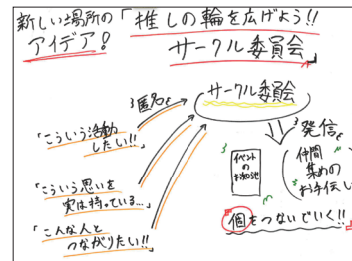 新しい場所の
アイデア！
「推しの輪を広げよう!!
サークル委員会」
匿名で
サークル委員会
「こういう活動
したい!!」
「こういう思いを
実は持っている…」
「こんな人と
つながりたい!!」
発信も
イベント
の
お知らせ
仲間
集めの
お手伝い
個をつないでいく!!